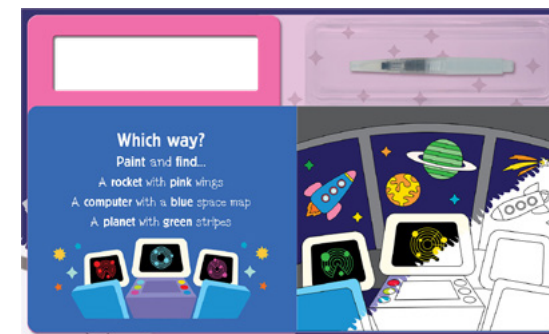 Which way?
Paint and find...
A rocket with pink wings
A computer with a blue space map
A planet with green stripes